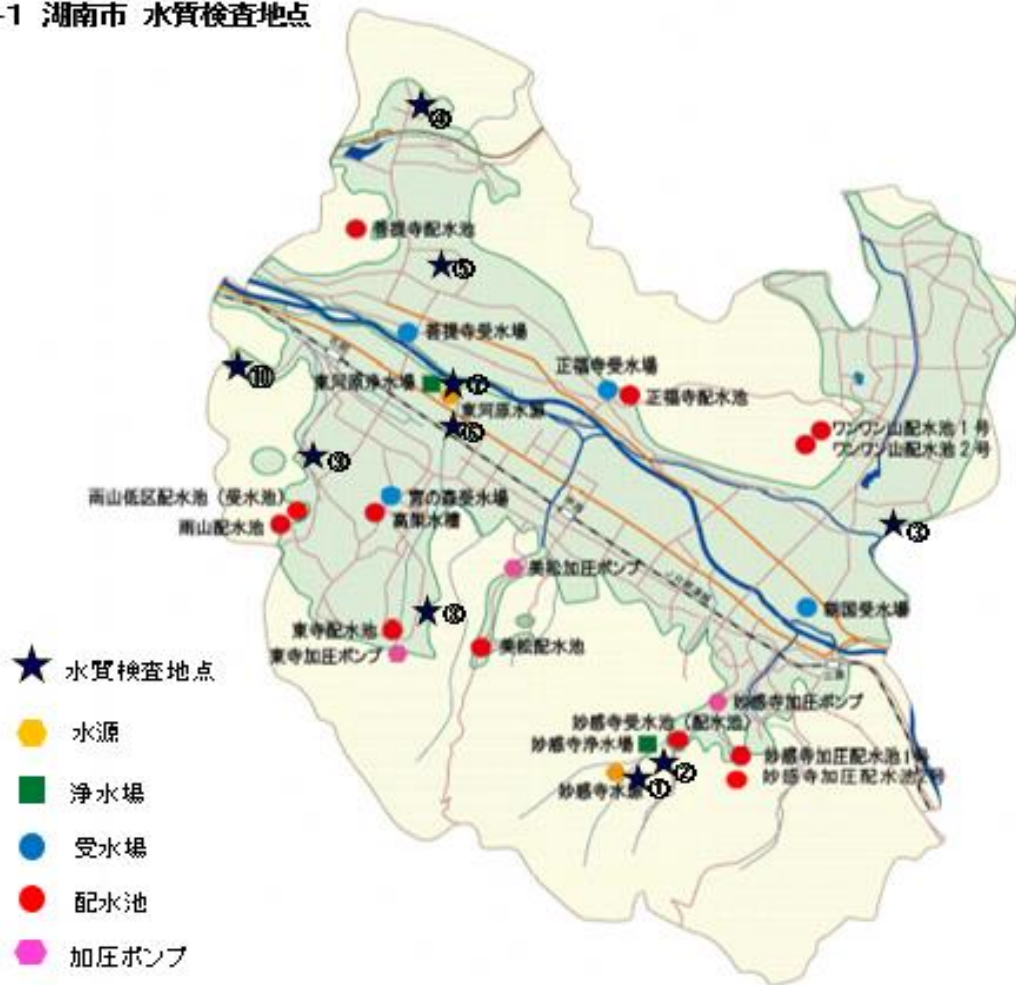 -1 湖南市 水質検査地点
④
菩提寺配水池
⑤
菩提寺受水場
⑩
東河原浄水場
⑦
東河原水源
⑥
正福寺受水場
正福寺配水池
ワンワン山配水池1号
ワンワン山配水池2号
雨山低区配水池（受水池）
雨山配水池
宮の森受水場
高架水槽
③
美松加圧ポンプ
東寺配水池
東寺加圧ポンプ
美松配水池
水質検査地点
水源
浄水場
受水場
配水池
加圧ポンプ
妙感寺加圧ポンプ
妙感寺受水池（配水池）
妙感寺浄水場
②
妙感寺加圧配水池1号
妙感寺加圧配水池2号
妙感寺水源
①